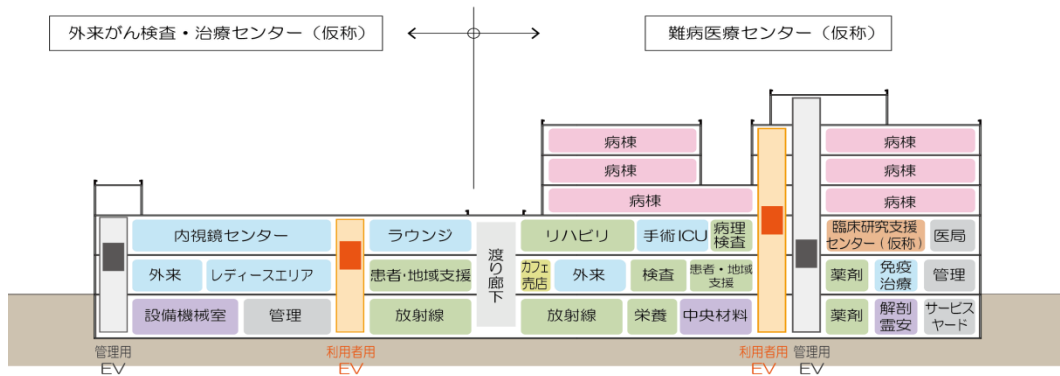 外来がん検査・治療センター（仮称）
難病医療センター（仮称）
病棟
病棟
病棟
病棟
病棟
病棟
内視鏡センター
ラウンジ
リハビリ
手術ICU
病理
検査
臨床研究支援
センター（仮称）
医局
外来
レディースエリア
患者・地域支援
渡り廊下
カフェ
売店
外来
検査
患者・地域
支援
薬剤
免疫
治療
管理
設備機械室
管理
放射線
放射線
栄養
中央材料
薬剤
解剖
霊安
サービス
ヤード
管理用
EV
利用者用
EV
利用者用
EV
管理用
EV